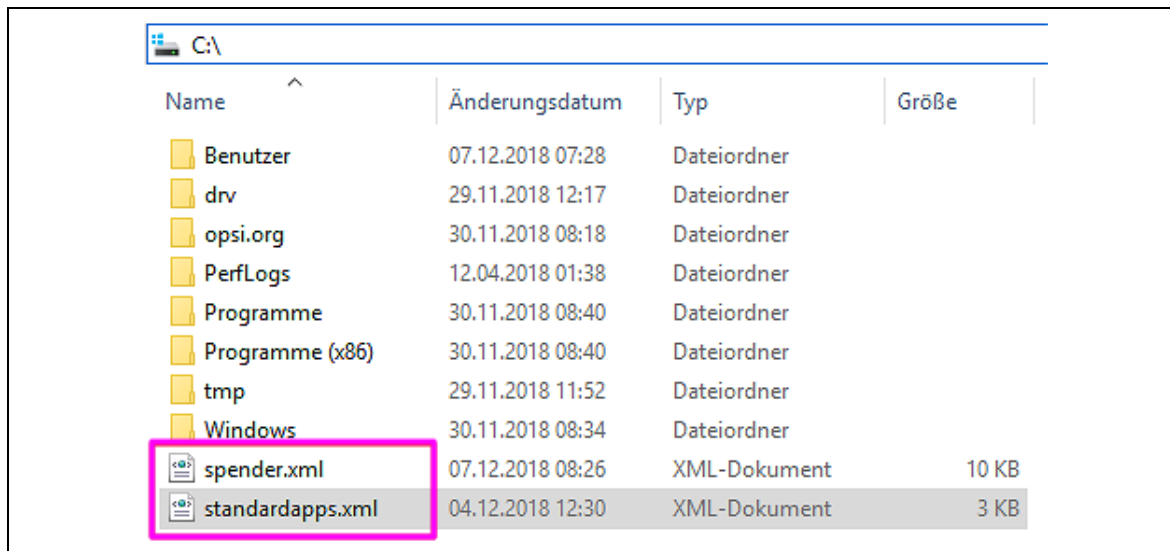 C:\
Name Änderungsdatum Typ Größe
Benutzer 07.12.2018 07:28 Dateiordner
drv 29.11.2018 12:17 Dateiordner
opsi.org 30.11.2018 08:18 Dateiordner
PerfLogs 12.04.2018 01:38 Dateiordner
Programme 30.11.2018 08:40 Dateiordner
Programme (x86) 30.11.2018 08:40 Dateiordner
tmp 29.11.2018 11:52 Dateiordner
Windows 30.11.2018 08:34 Dateiordner
spender.xml 07.12.2018 08:26 XML-Dokument 10 KB
standardapps.xml 04.12.2018 12:30 XML-Dokument 3 KB